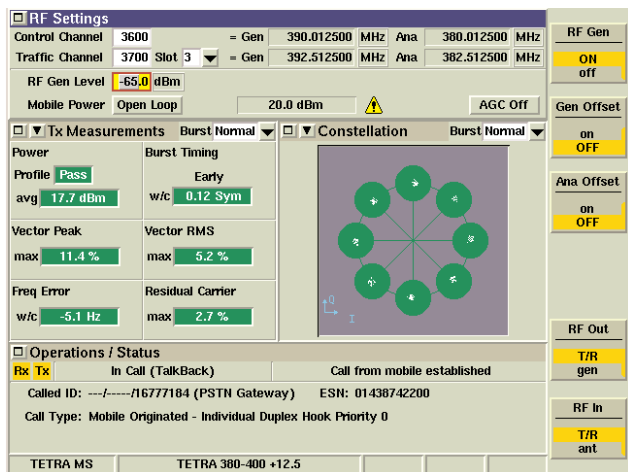 RF Settings
Control Channel 3600 = Gen 390.012500 MHz Ana 380.012500 MHz
Traffic Channel 3700 Slot 3 = Gen 392.512500 MHz Ana 382.512500 MHz
RF Gen Level -65.0 dBm
Mobile Power Open Loop 20.0 dBm AGC Off
Tx Measurements Burst Normal
Power Burst Timing
Profile Pass Early
avg 17.7 dBm w/c 0.12 Sym
Vector Peak Vector RMS
max 11.4 % max 5.2 %
Freq Error Residual Carrier
w/c -5.1 Hz max 2.7 %
Constellation Burst Normal
Q
I
Operations / Status
Rx Tx In Call (TalkBack) Call from mobile established
Called ID: ---/-----/16777184 (PSTN Gateway) ESN: 01438742200
Call Type: Mobile Originated - Individual Duplex Hook Priority 0
TETRA MS TETRA 380-400 +12.5
RF Gen
ON
off
Gen Offset
on
OFF
Ana Offset
on
OFF
RF Out
T/R
gen
RF In
T/R
ant